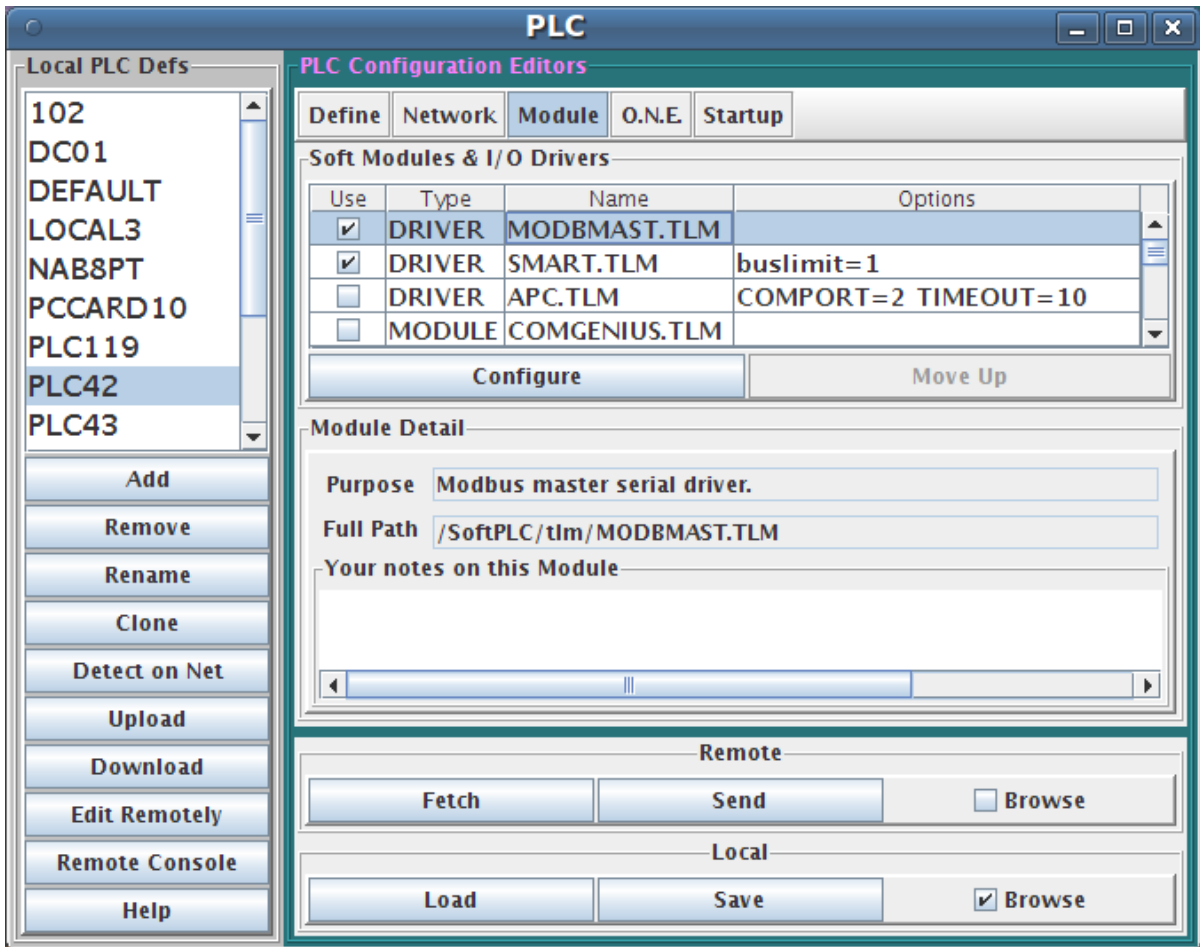 PLC
Local PLC Defs
102
DC01
DEFAULT
LOCAL3
NAB8PT
PCCARD10
PLC119
PLC42
PLC43
Add
Remove
Rename
Clone
Detect on Net
Upload
Download
Edit Remotely
Remote Console
Help
PLC Configuration Editors
Define Network Module O.N.E. Startup
Soft Modules & I/O Drivers
Use Type Name Options
DRIVER MODBMAST.TLM
DRIVER SMART.TLM buslimit=1
DRIVER APC.TLM COMPORT=2 TIMEOUT=10
MODULE COMGENIUS.TLM
Configure Move Up
Module Detail
Purpose Modbus master serial driver.
Full Path /SoftPLC/tlm/MODBMAST.TLM
Your notes on this Module
Remote
Fetch Send Browse
Local
Load Save Browse